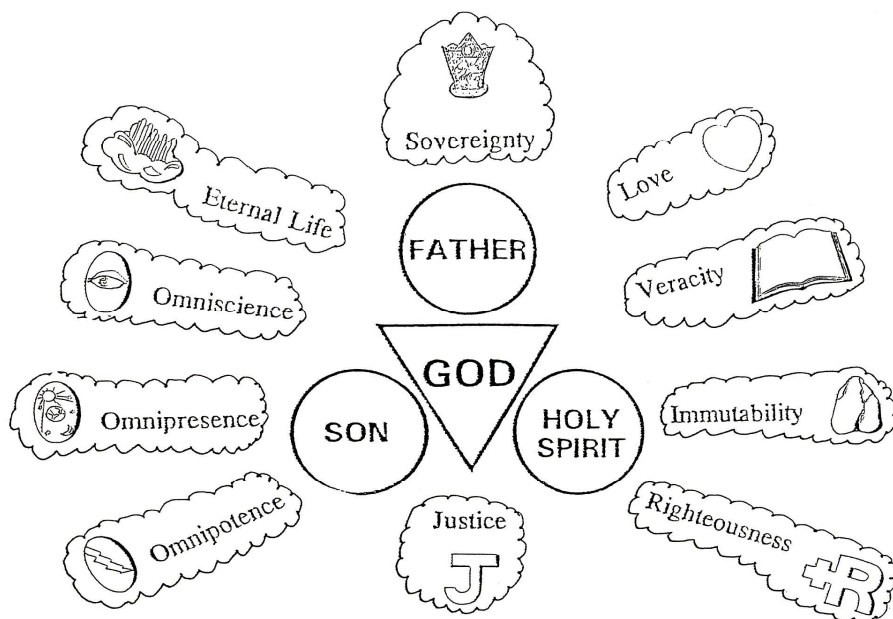 Sovereignty
Eternal Life
Love
FATHER
Omniscience
Veracity
GOD
Omnipresence
SON
HOLY
SPIRIT
Immutability
Omnipotence
Justice
J
Righteousness
+R